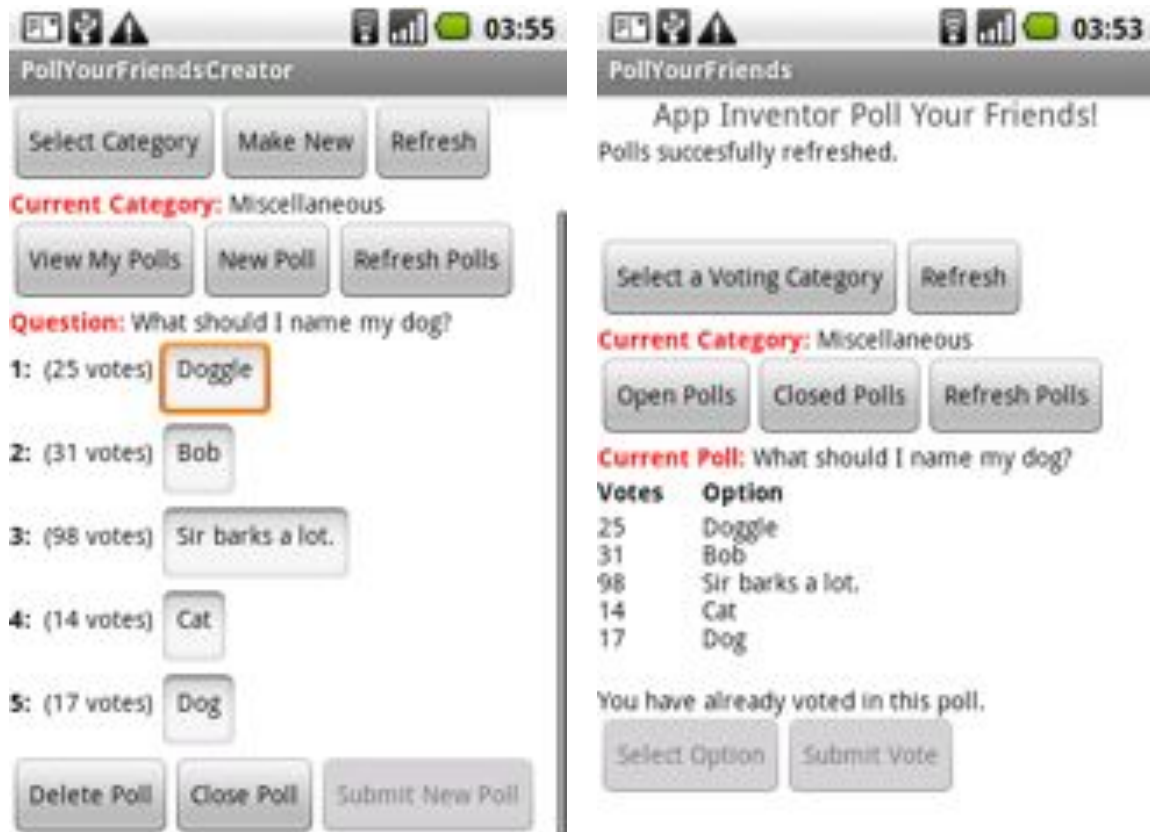 03:55
PollYourFriendsCreator
Select Category Make New Refresh
Current Category: Miscellaneous
View My Polls New Poll Refresh Polls
Question: What should I name my dog?
1: (25 votes) Doggle
2: (31 votes) Bob
3: (98 votes) Sir barks a lot.
4: (14 votes) Cat
5: (17 votes) Dog
Delete Poll Close Poll Submit New Poll
03:53
PollYourFriends
App Inventor Poll Your Friends!
Polls succesfully refreshed.
Select a Voting Category Refresh
Current Category: Miscellaneous
Open Polls Closed Polls Refresh Polls
Current Poll: What should I name my dog?
Votes Option
25 Doggle
31 Bob
98 Sir barks a lot.
14 Cat
17 Dog
You have already voted in this poll.
Select Option Submit Vote